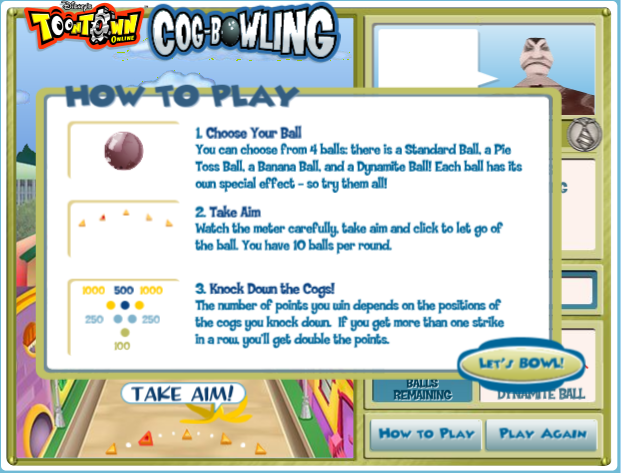 Disney's
TOONTOWN
ONLINE
COG-BOWLING
HOW TO PLAY
1. Choose Your Ball
You can choose from 4 balls: there is a Standard Ball, a Pie
Toss Ball, a Banana Ball, and a Dynamite Ball! Each ball has its
own special effect - so try them all!
2. Take Aim
Watch the meter carefully, take aim and click to let go of
the ball. You have 10 balls per round.
1000 500 1000
250 250
100
3. Knock Down the Cogs!
The number of points you win depends on the positions of
the cogs you knock down. If you get more than one strike
in a row, you'll get double the points.
LET'S BOWL!
TAKE AIM!
BALLS
REMAINING
DYNAMITE BALL
HOW TO PLAY
PLAY AGAIN